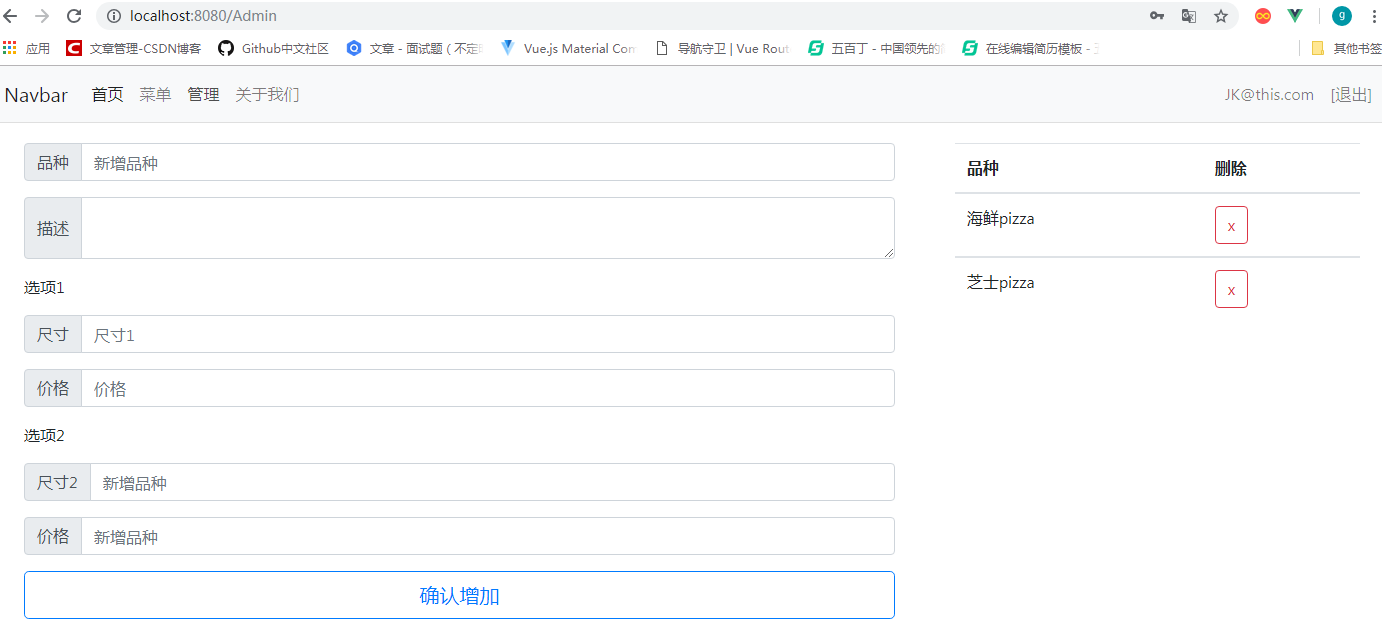 localhost:8080/Admin
g
应用 文章管理-CSDN博客 Github中文社区 文章 - 面试题 ( 不定 Vue.js Material Con 导航守卫 | Vue Rout 五百丁 - 中国领先的 在线编辑简历模板 - 其他书签
Navbar 首页 菜单 管理 关于我们 JK@this.com [退出]
品种 新增品种
描述
选项1
尺寸 尺寸1
价格 价格
选项2
尺寸2 新增品种
价格 新增品种
确认增加
品种 删除
海鲜pizza x
芝士pizza x